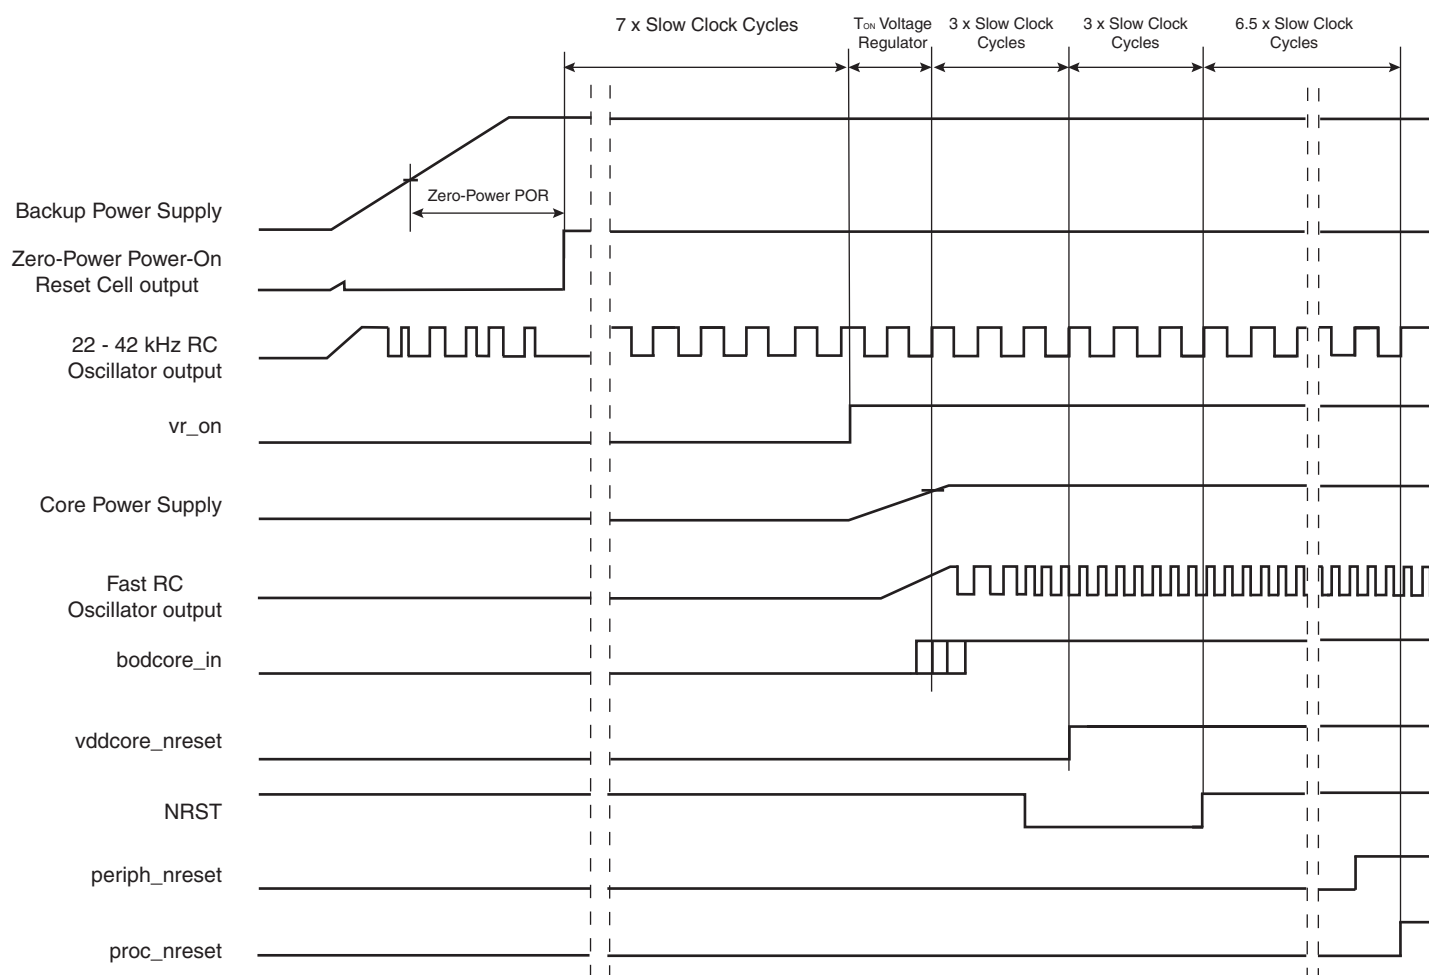 7 x Slow Clock Cycles
TON Voltage
Regulator
3 x Slow Clock
Cycles
3 x Slow Clock
Cycles
6.5 x Slow Clock
Cycles
Zero-Power POR
Backup Power Supply
Zero-Power Power-On
Reset Cell output
22 - 42 kHz RC
Oscillator output
vr_on
Core Power Supply
Fast RC
Oscillator output
bodcore_in
vddcore_nreset
NRST
periph_nreset
proc_nreset